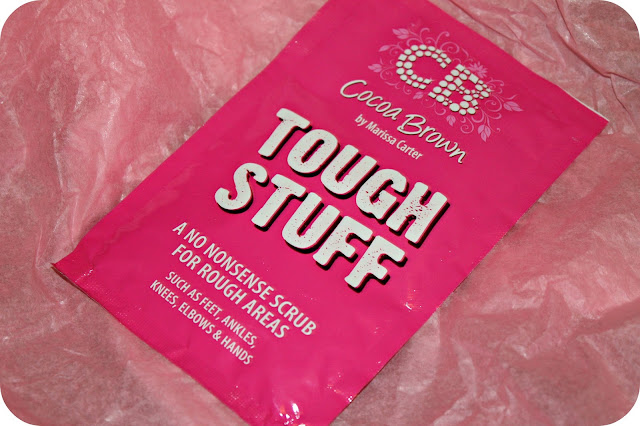 CB
Cocoa Brown
by Marissa Carter
TOUGH
STUFF
A NO NONSENSE SCRUB
FOR ROUGH AREAS
SUCH AS FEET, ANKLES,
KNEES, ELBOWS & HANDS